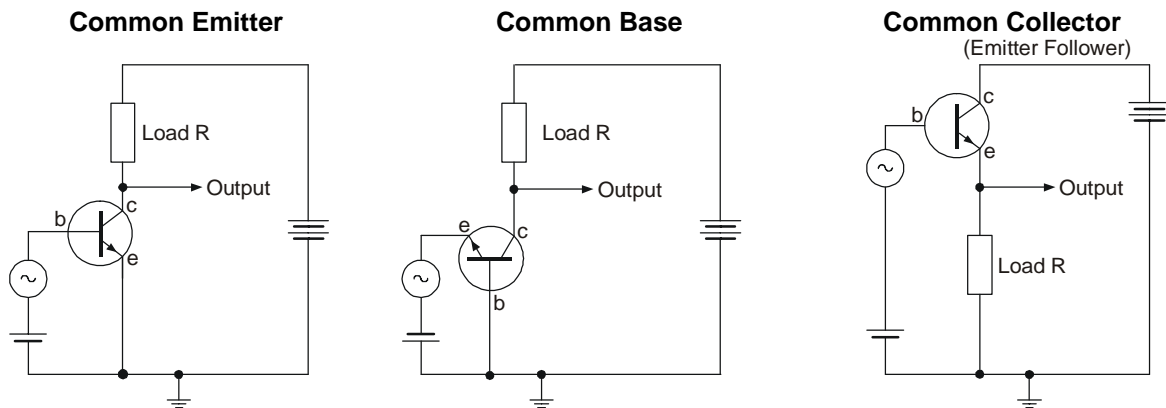 Common Emitter
Load R
Output
b
c
e
Common Base
Load R
Output
e
c
b
Common Collector
(Emitter Follower)
c
b
e
Output
Load R